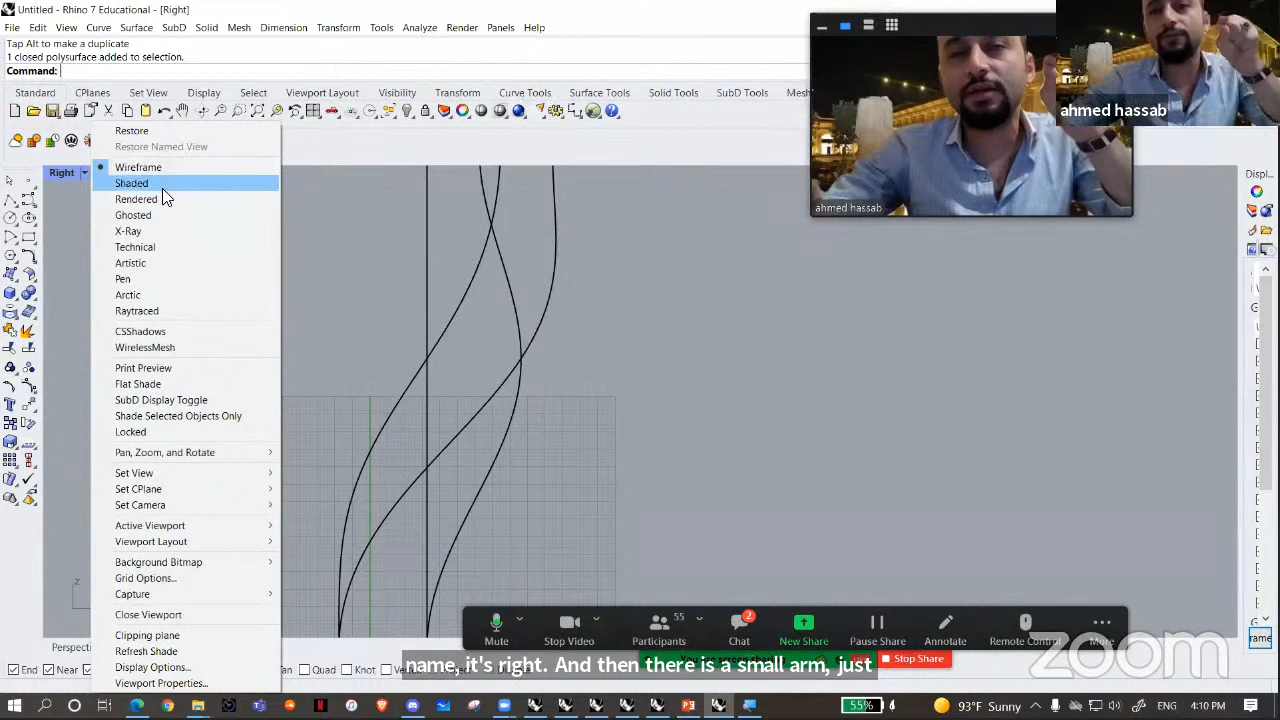 Untitled - Rhino 7 Educational - [Right]
File Edit View Curve Surface SubD Solid Mesh Dimension Transform Tools Analyze Render Panels Help
Tap Alt to make a duplicate
1 closed polysurface added to selection.
Command:
Standard CPlanes Set View Display Select Viewport Layout Visibility Transform Curve Tools Surface Tools Solid Tools SubD Tools Mesh
ahmed hassab
ahmed hassab
Right
Restore
Restore Named View
Wireframe
Shaded
Rendered
Ghosted
X-Ray
Technical
Artistic
Pen
Arctic
Raytraced
CSShadows
WirelessMesh
Print Preview
Flat Shade
SubD Display Toggle
Shade Selected Objects Only
Locked
Pan, Zoom, and Rotate
Set View
Set CPlane
Set Camera
Active Viewport
Viewport Layout
Background Bitmap
Grid Options...
Capture
Close Viewport
Clipping plane
Refresh Shade
Display Options...
Viewport Properties...
Displ...
z
Perspecti
End
Quad Knot
55
2
Mute Stop Video Participants Chat New Share Pause Share Annotate Remote Control More
zoom
Stop Share
name, it's right. And then there is a small arm, just
55%
93°F Sunny
ENG
4:10 PM